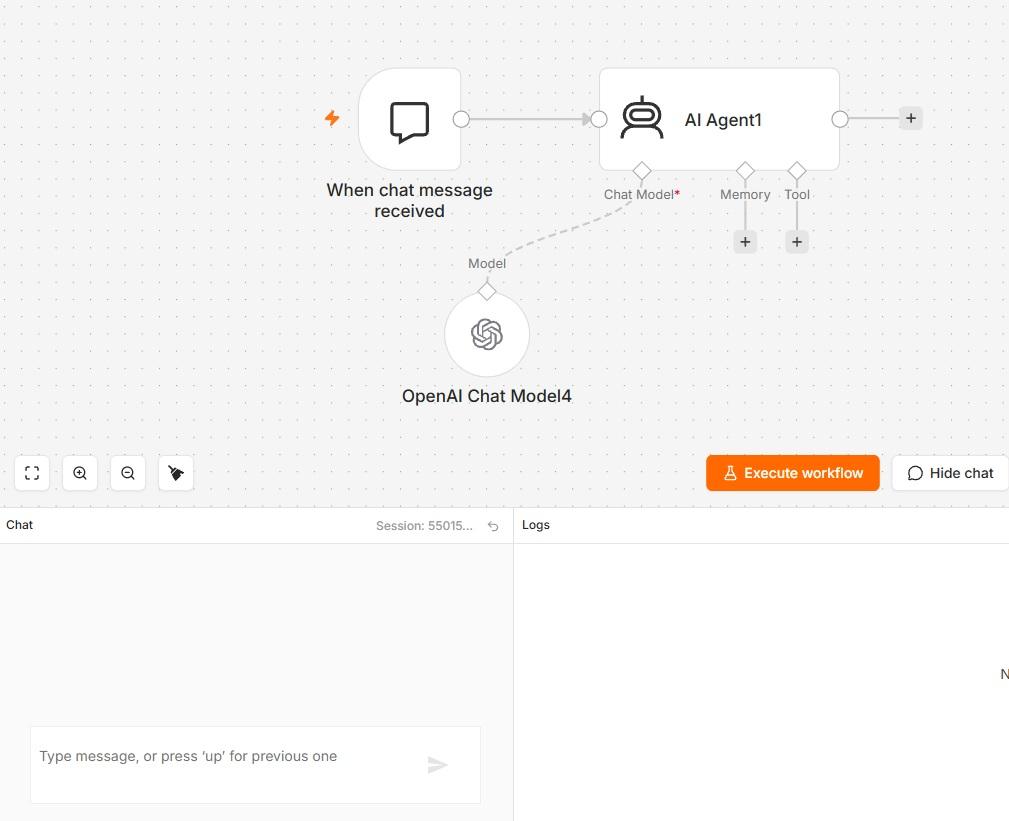 AI Agent1
When chat message
received
Chat Model*
Memory
Tool
Model
OpenAI Chat Model4
Execute workflow
Hide chat
Chat
Session: 55015...
Logs
N
Type message, or press ‘up’ for previous one